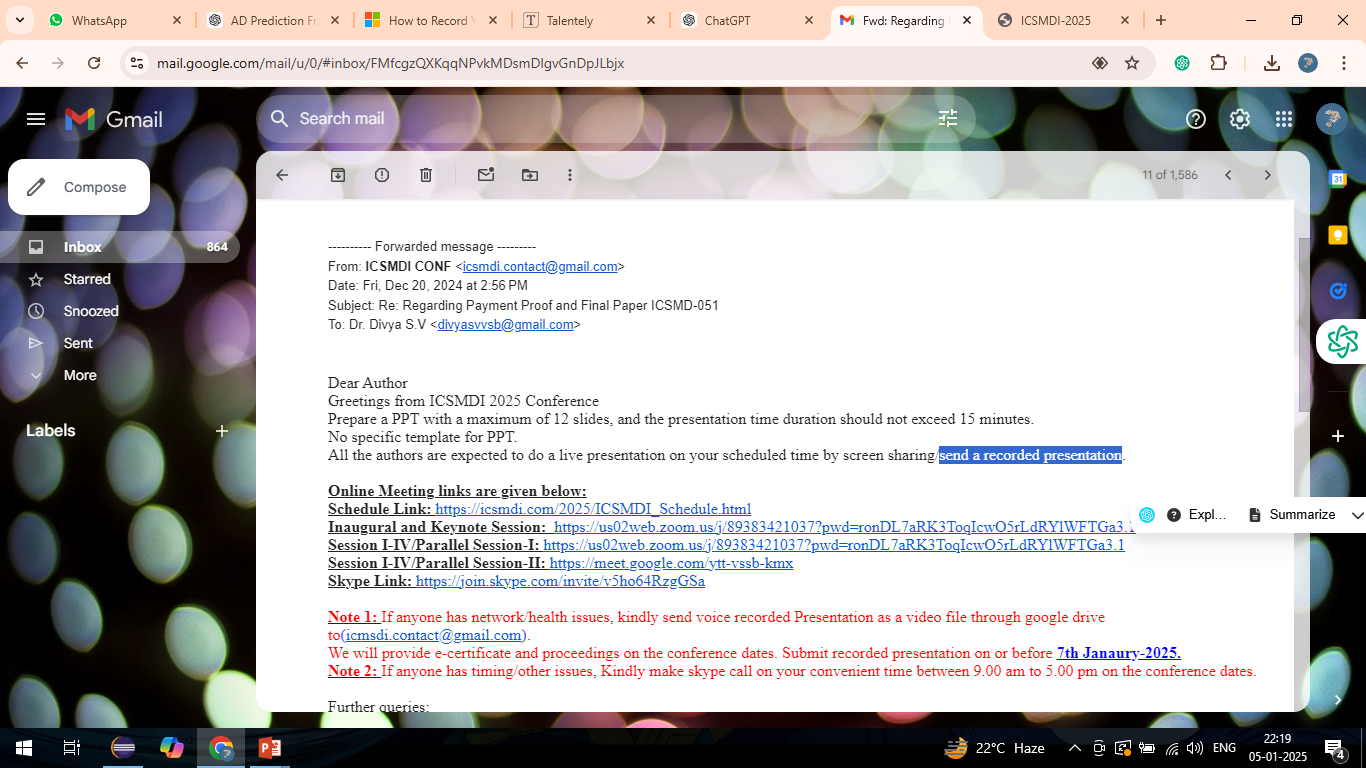 WhatsApp
AD Prediction Fr
How to Record Y
Talentely
ChatGPT
Fwd: Regarding
ICSMDI-2025
mail.google.com/mail/u/0/#inbox/FMfcgzQXKqqNPvkMDsmDlgvGnDpJLbjx
Gmail
Search mail
Compose
11 of 1,586
Inbox 864
Starred
Snoozed
Sent
More
Labels
---------- Forwarded message ---------
From: ICSMDI CONF <icsmdi.contact@gmail.com>
Date: Fri, Dec 20, 2024 at 2:56 PM
Subject: Re: Regarding Payment Proof and Final Paper ICSMD-051
To: Dr. Divya S.V <divyasvvsb@gmail.com>
Dear Author
Greetings from ICSMDI 2025 Conference
Prepare a PPT with a maximum of 12 slides, and the presentation time duration should not exceed 15 minutes.
No specific template for PPT.
All the authors are expected to do a live presentation on your scheduled time by screen sharing/send a recorded presentation.
Online Meeting links are given below:
Schedule Link: https://icsmdi.com/2025/ICSMDI_Schedule.html
Inaugural and Keynote Session:  https://us02web.zoom.us/j/89383421037?pwd=ronDL7aRK3ToqIcwO5rLdRYlWFTGa3.1
Session I-IV/Parallel Session-I: https://us02web.zoom.us/j/89383421037?pwd=ronDL7aRK3ToqIcwO5rLdRYlWFTGa3.1
Session I-IV/Parallel Session-II: https://meet.google.com/ytt-vssb-kmx
Skype Link: https://join.skype.com/invite/v5ho64RzgGSa
Expl... Summarize
Note 1: If anyone has network/health issues, kindly send voice recorded Presentation as a video file through google drive
to(icmsdi.contact@gmail.com).
We will provide e-certificate and proceedings on the conference dates. Submit recorded presentation on or before 7th Janaury-2025.
Note 2: If anyone has timing/other issues, Kindly make skype call on your convenient time between 9.00 am to 5.00 pm on the conference dates.
Further queries:
22°C Haze
ENG
22:19
05-01-2025
4